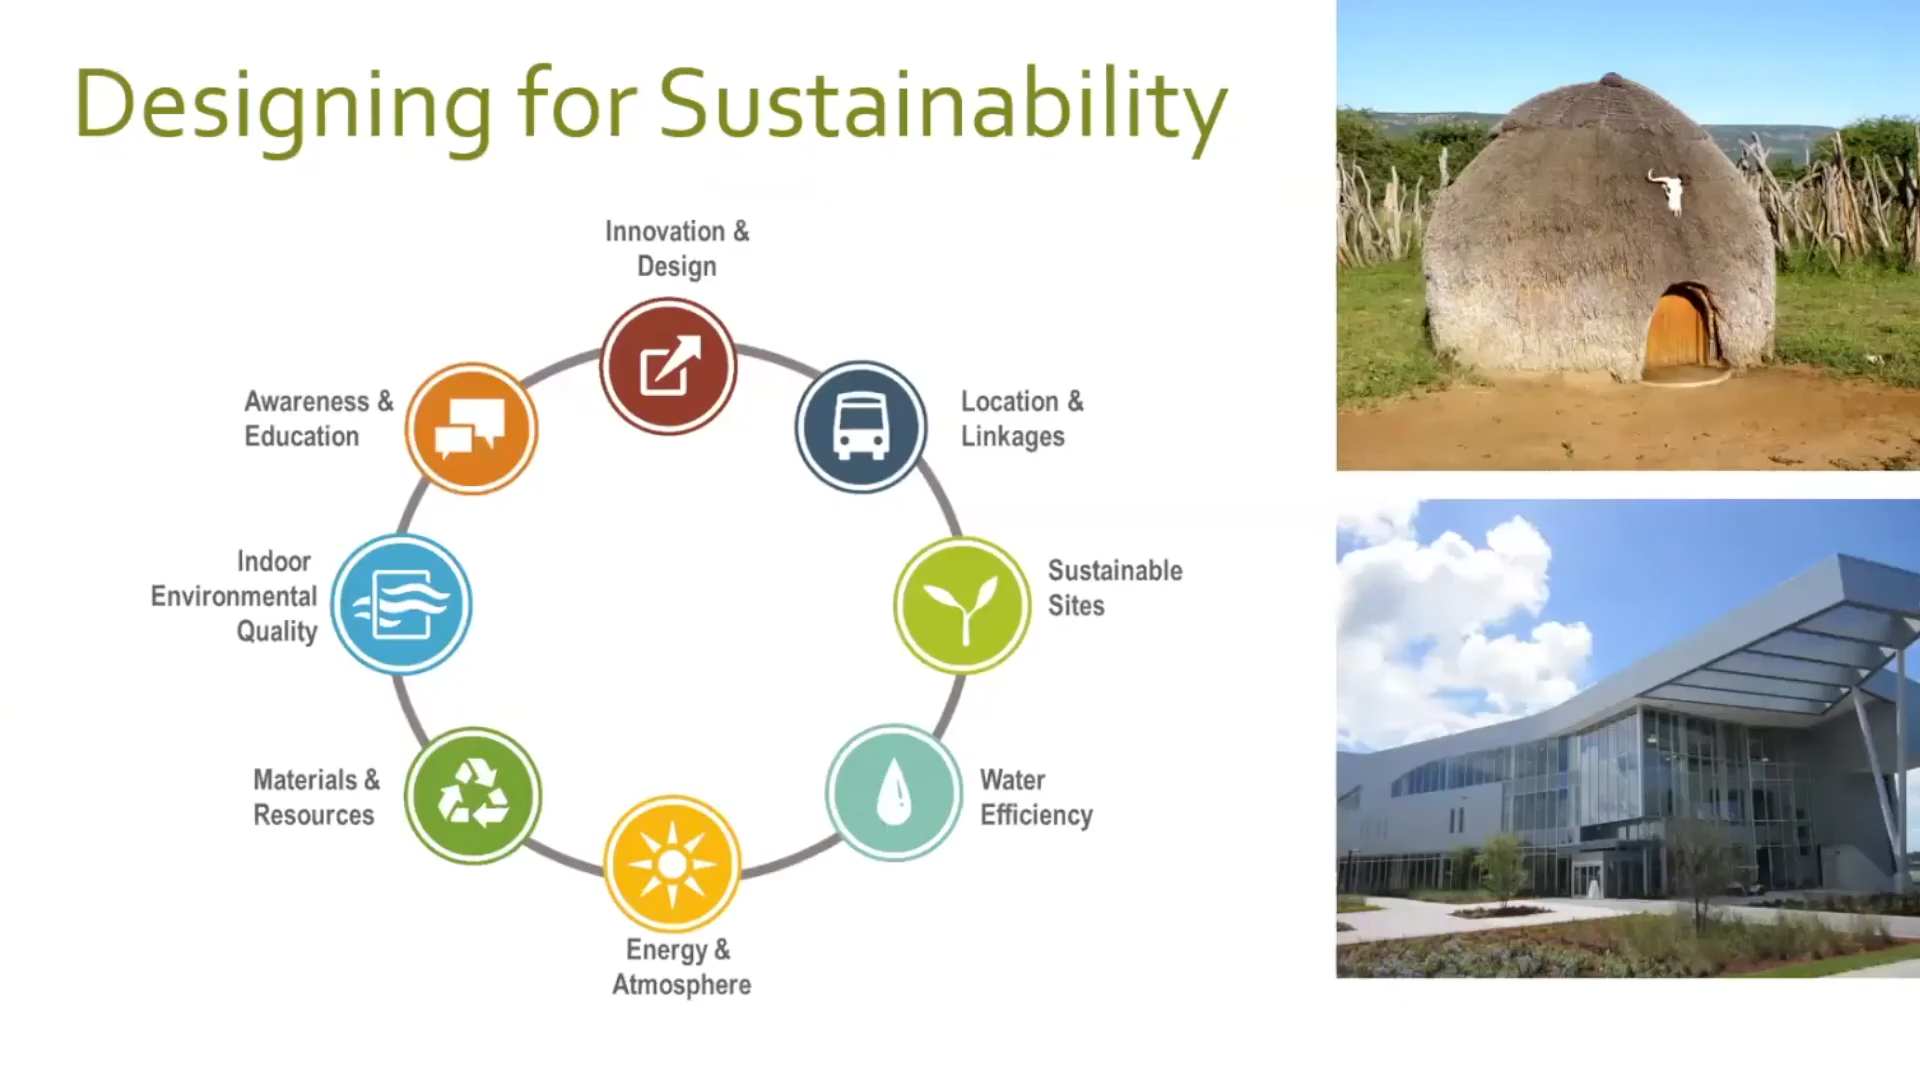 Designing for Sustainability
Innovation &
Design
Awareness &
Education
Location &
Linkages
Indoor
Environmental
Quality
Sustainable
Sites
Materials &
Resources
Water
Efficiency
Energy &
Atmosphere